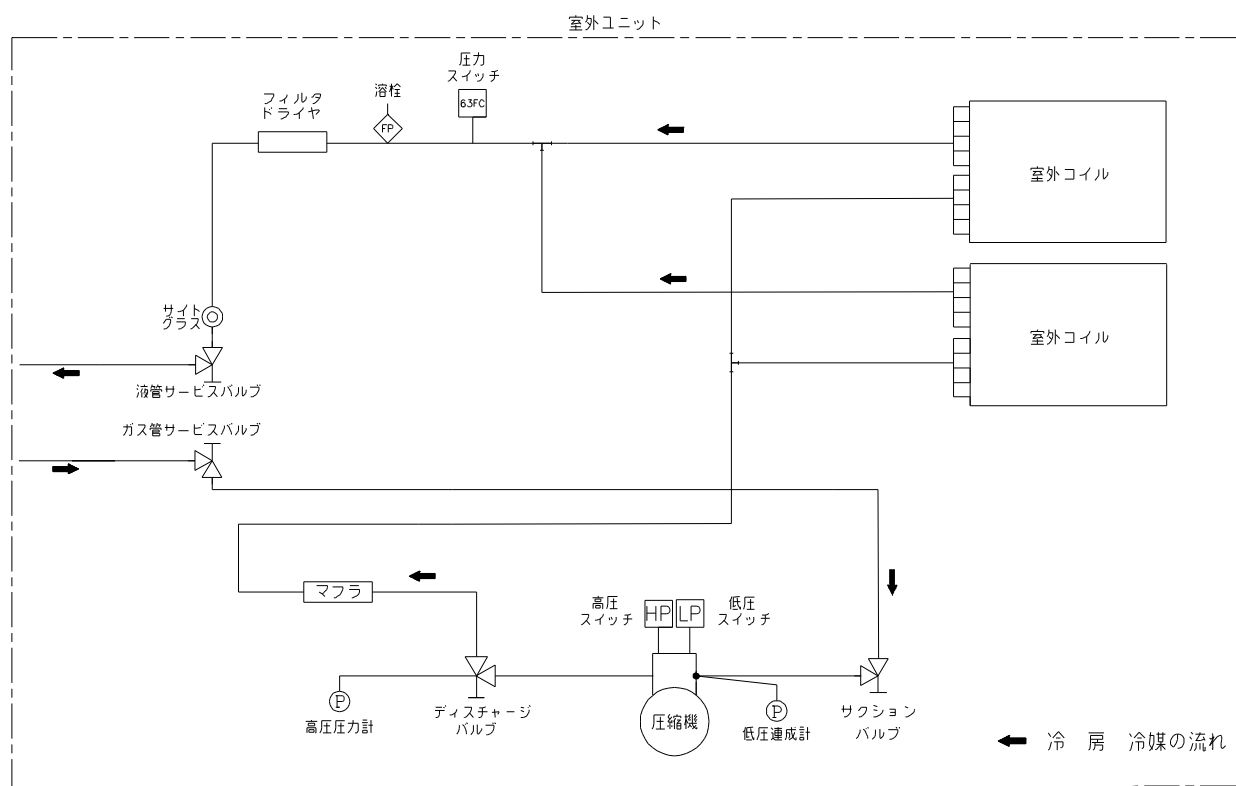 室外ユニット
圧力
スイッチ
63FC
溶栓
FP
フィルタ
ドライヤ
室外コイル
サイト
グラス
室外コイル
液管サービスバルブ
ガス管サービスバルブ
マフラ
高圧
スイッチ
HP
LP
低圧
スイッチ
P
高圧圧力計
ディスチャージ
バルブ
圧縮機
P
低圧連成計
サクション
バルブ
冷 房 冷媒の流れ